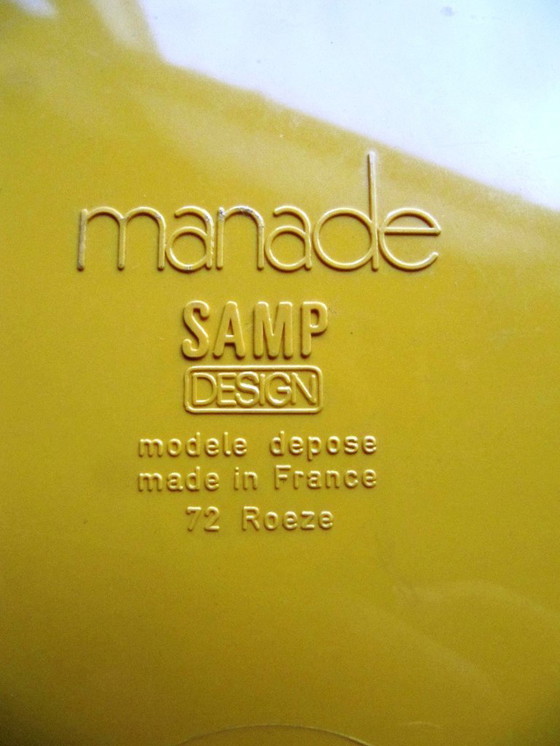 manade
SAMP
DESIGN
modele depose
made in France
72 Roeze